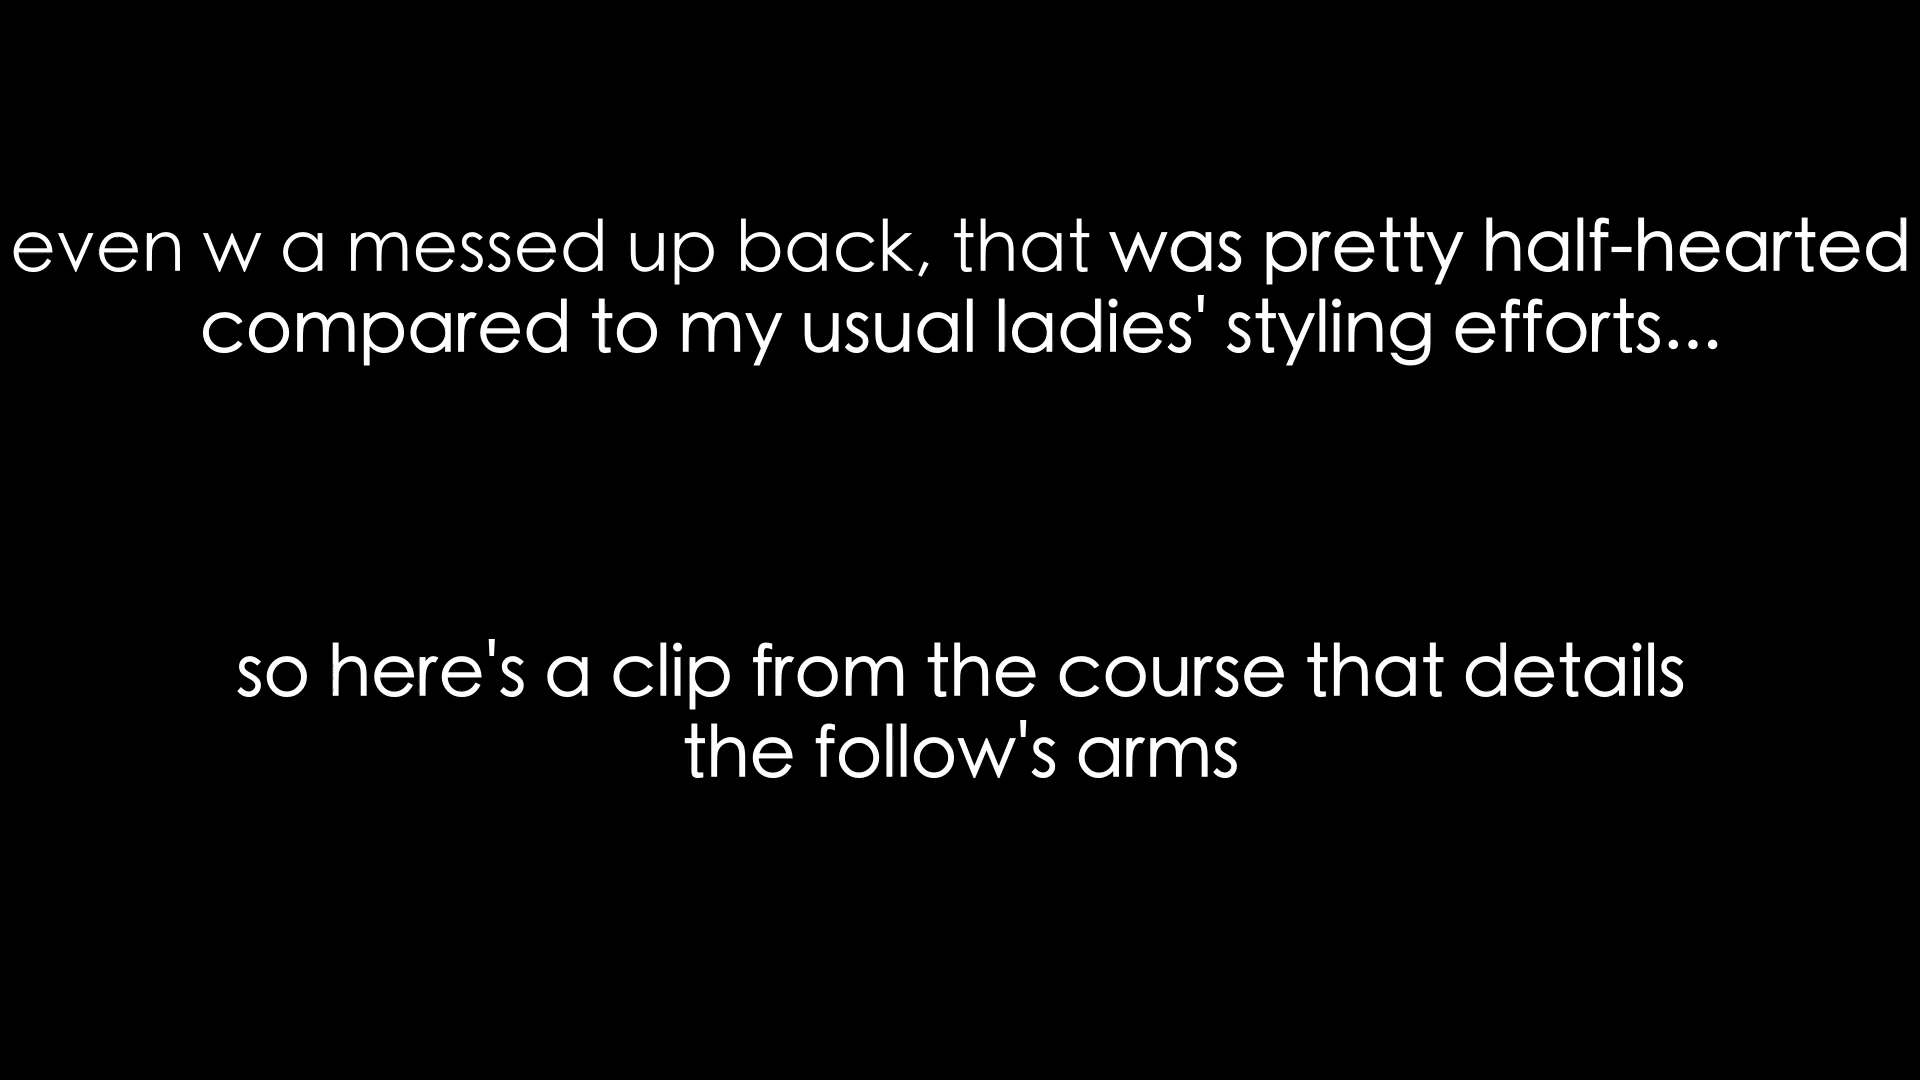 even w a messed up back, that was pretty half-hearted
compared to my usual ladies' styling efforts...
so here's a clip from the course that details
the follow's arms